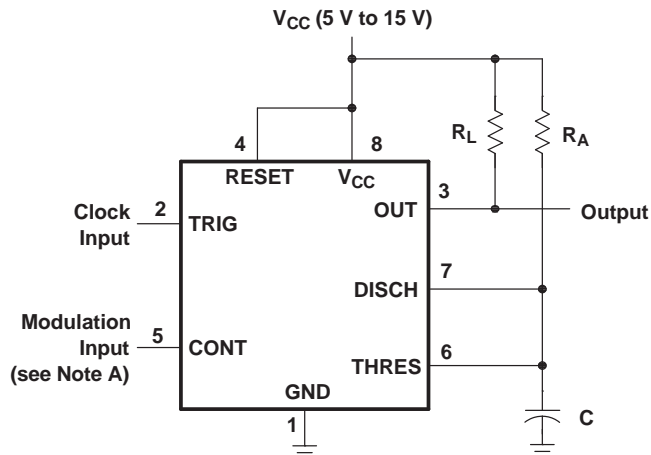 VCC (5 V to 15 V)
RL
RA
4
8
RESET
VCC
3
Clock
Input
2
TRIG
OUT
Output
7
DISCH
Modulation
Input
(see Note A)
5
CONT
6
THRES
GND
1
C